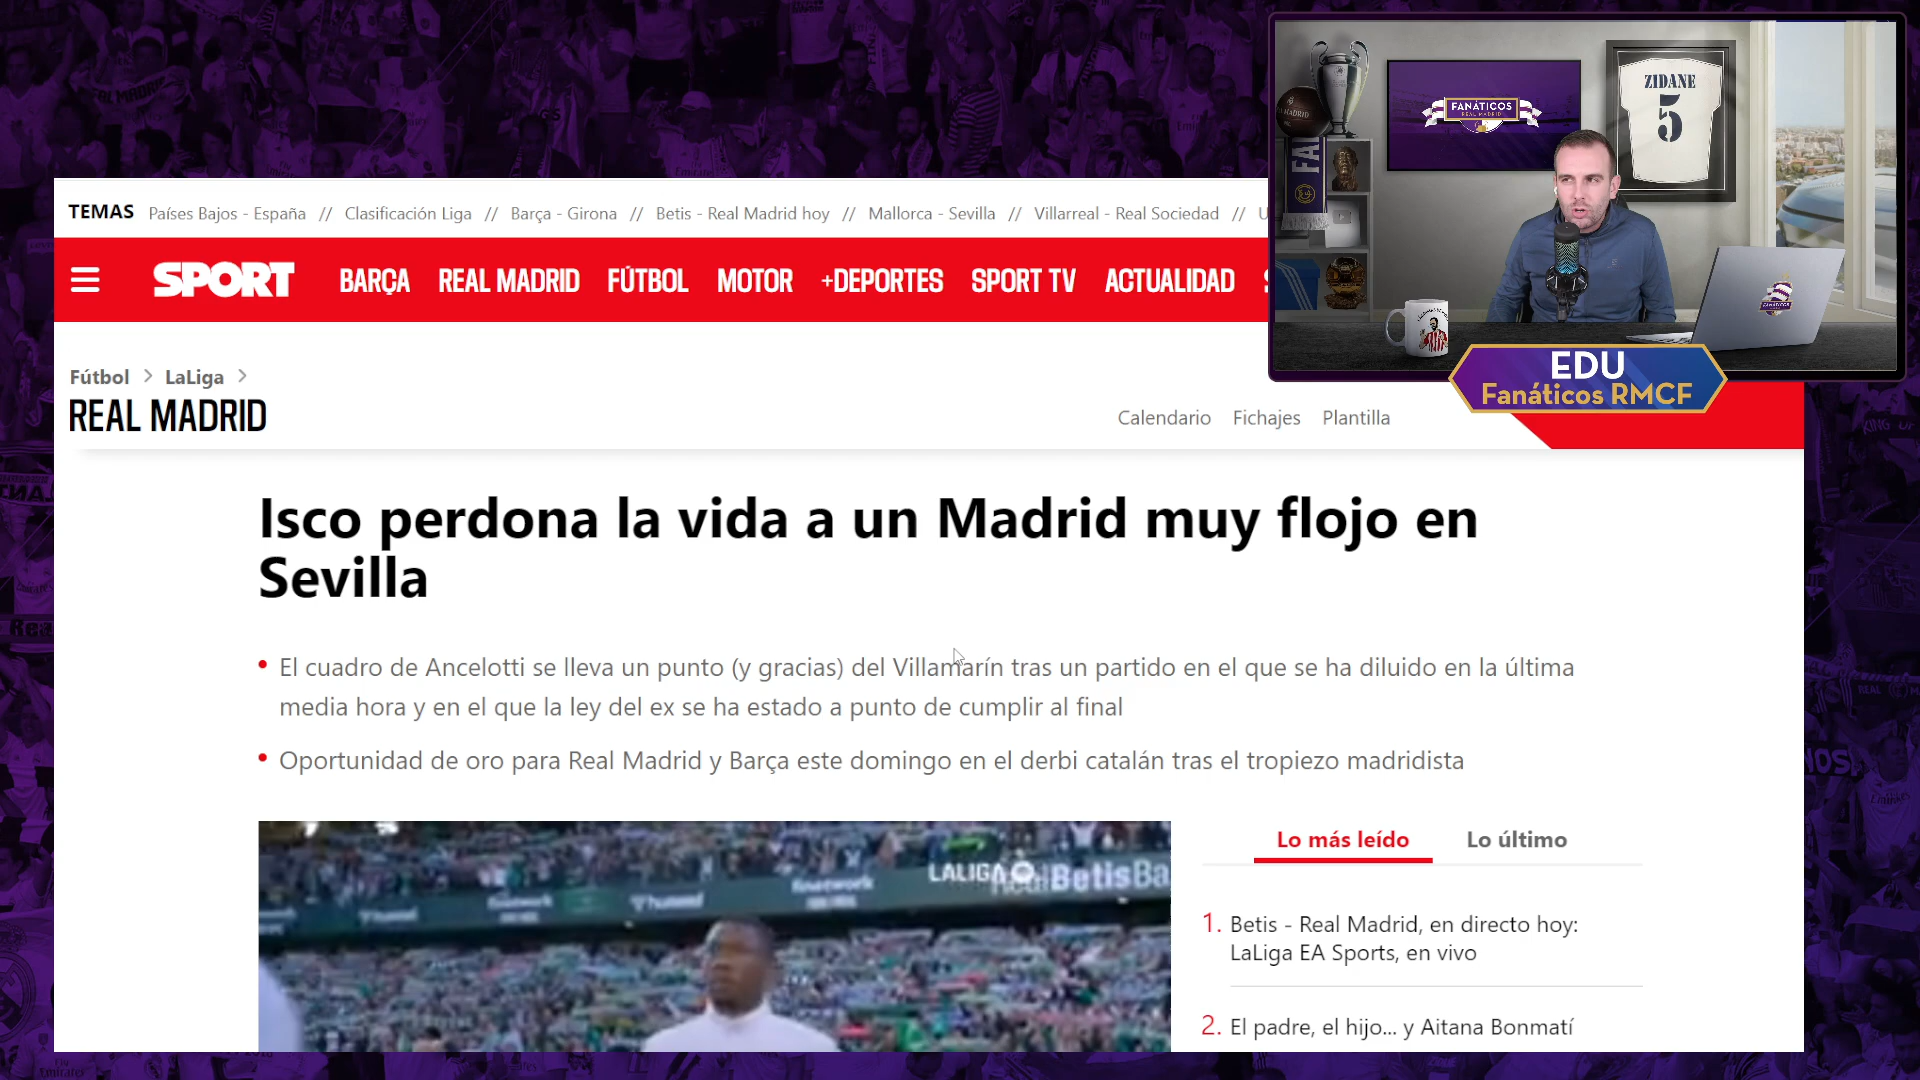 TEMAS Países Bajos - España // Clasificación Liga // Barça - Girona // Betis - Real Madrid hoy // Mallorca - Sevilla // Villarreal - Real Sociedad // U
SPORT BARÇA REAL MADRID FÚTBOL MOTOR +DEPORTES SPORT TV ACTUALIDAD
FANÁTICOS
REAL MADRID
ZIDANE
5
FA
EDU
Fanáticos RMCF
Fútbol > LaLiga >
REAL MADRID
Calendario Fichajes Plantilla
Isco perdona la vida a un Madrid muy flojo en
Sevilla
• El cuadro de Ancelotti se lleva un punto (y gracias) del Villamarín tras un partido en el que se ha diluido en la última
media hora y en el que la ley del ex se ha estado a punto de cumplir al final
• Oportunidad de oro para Real Madrid y Barça este domingo en el derbi catalán tras el tropiezo madridista
LALIGA
BetisBa
Lo más leído Lo último
1. Betis - Real Madrid, en directo hoy:
LaLiga EA Sports, en vivo
2. El padre, el hijo... y Aitana Bonmatí